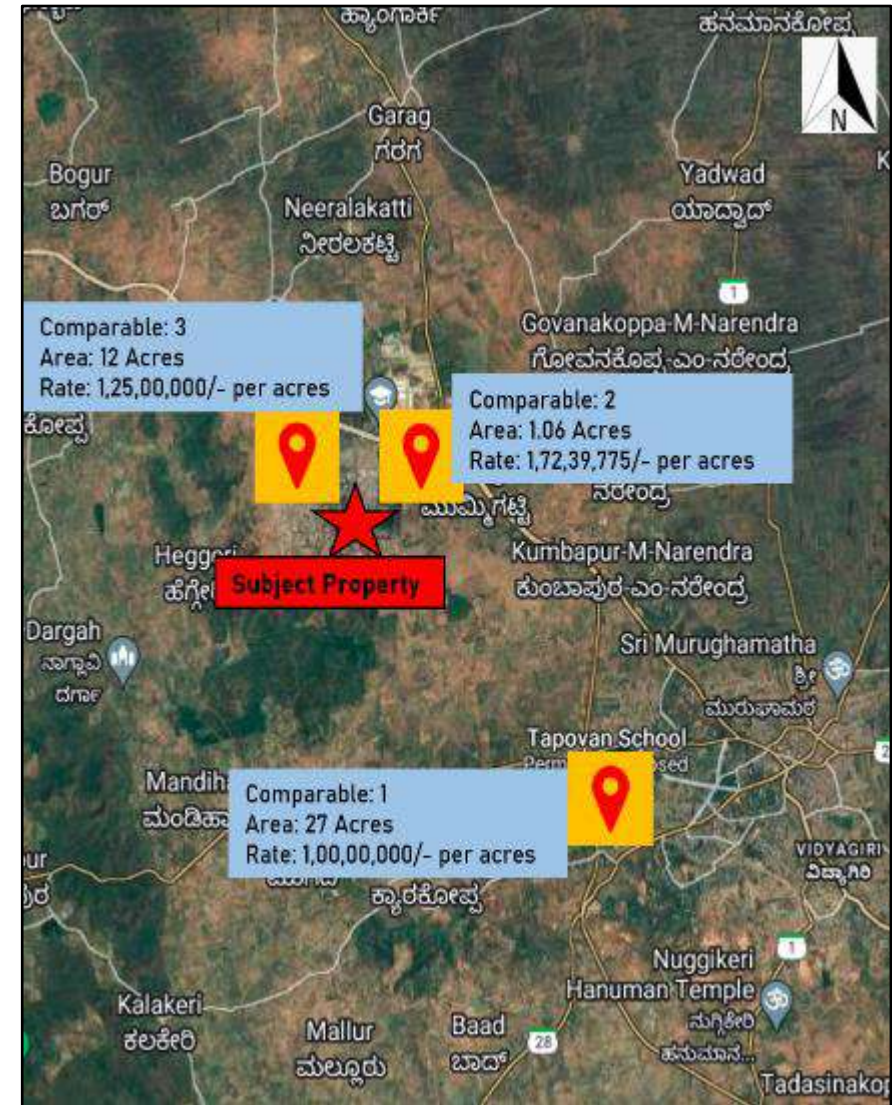 ಹ್ಯಾಂಗಾರ್ಕಿ
ಹನಮಾನಕೊಪ್ಪ
N
Garag
ಗರಗ
Bogur
ಬಗರ್
Yadwad
ಯಾದ್ವಾದ್
Neeralakatti
ನೀರಲಕಟ್ಟಿ
1
Govanakoppa-M-Narendra
ಗೋವನಕೊಪ್ಪ-ಎಂ-ನರೇಂದ್ರ
Comparable: 3
Area: 12 Acres
Rate: 1,25,00,000/- per acres
Comparable: 2
Area: 1.06 Acres
Rate: 1,72,39,775/- per acres
ಕೊಪ್ಪ
ನರೇಂದ್ರ
ಮುಮ್ಮಿಗಟ್ಟಿ
Subject Property
Kumbapur-M-Narendra
ಕುಂಬಾಪುರ-ಎಂ-ನರೇಂದ್ರ
Dargah
ನಾಗ್ಲಾವಿ
ದರ್ಗಾ
Sri Murughamatha
ಶ್ರೀ
ಮುರುಘಾಮಠ
Tapovan School
Comparable: 1
Area: 27 Acres
Rate: 1,00,00,000/- per acres
VIDYAGIRI
ವಿದ್ಯಾಗಿರಿ
ಕ್ಯಾರಕೊಪ್ಪ
1
Nuggikeri
Hanuman Temple
ನುಗ್ಗಿಕೇರಿ
ಹನುಮಾನ...
Kalakeri
ಕಲಕೇರಿ
Mallur
ಮಲ್ಲೂರು
Baad
ಬಾದ್
28
Tadasinakop